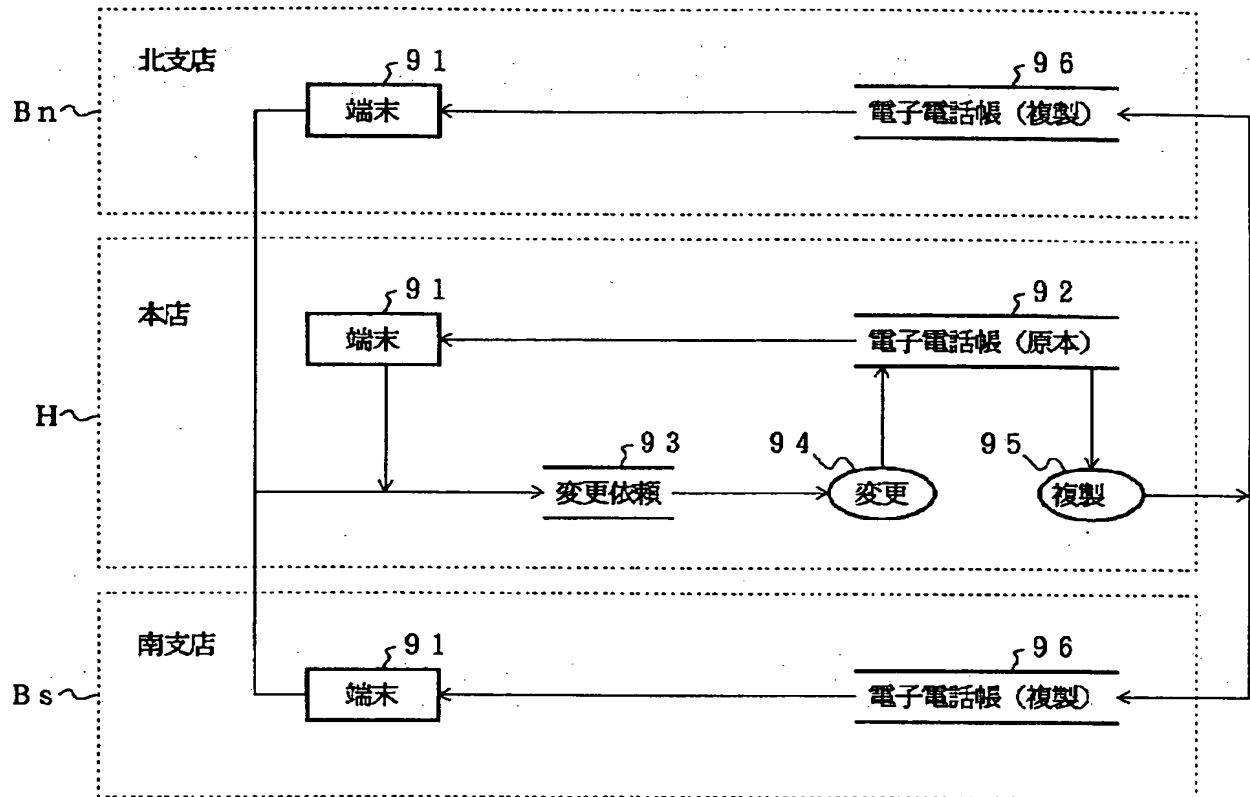 北支店
９１
９６
Ｂｎ
端末
電子電話帳（複製）
本店
９１
９２
端末
電子電話帳（原本）
Ｈ
９３
９４
９５
変更依頼
変更
複製
南支店
９１
９６
Ｂｓ
端末
電子電話帳（複製）